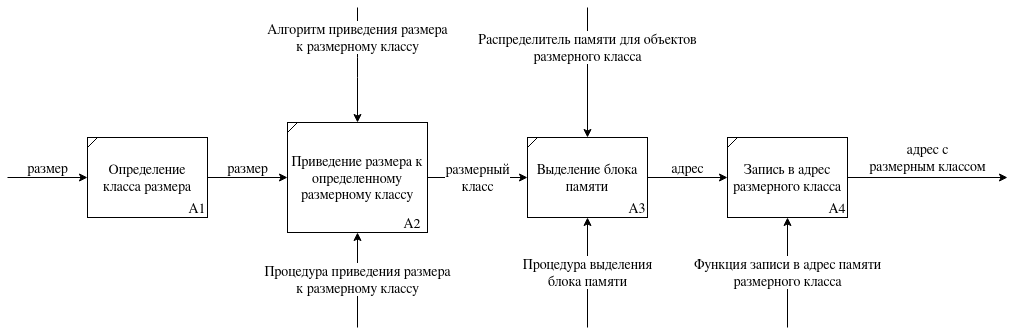 Алгоритм приведения размера
к размерному классу
Распределитель памяти для объектов
размерного класса
размер
Определение
класса размера
A1
размер
Приведение размера к
определенному
размерному классу
A2
размерный
класс
Выделение блока
памяти
A3
адрес
Запись в адрес
размерного класса
A4
адрес с
размерным классом
Процедура приведения размера
к размерному классу
Процедура выделения
блока памяти
Функция записи в адрес памяти
размерного класса